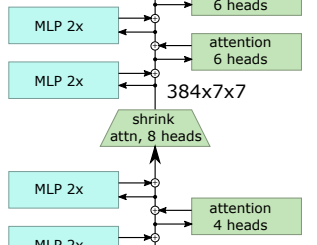 6 heads
MLP 2x
attention
6 heads
MLP 2x
384x7x7
shrink
attn, 8 heads
MLP 2x
attention
4 heads
MLP 2x